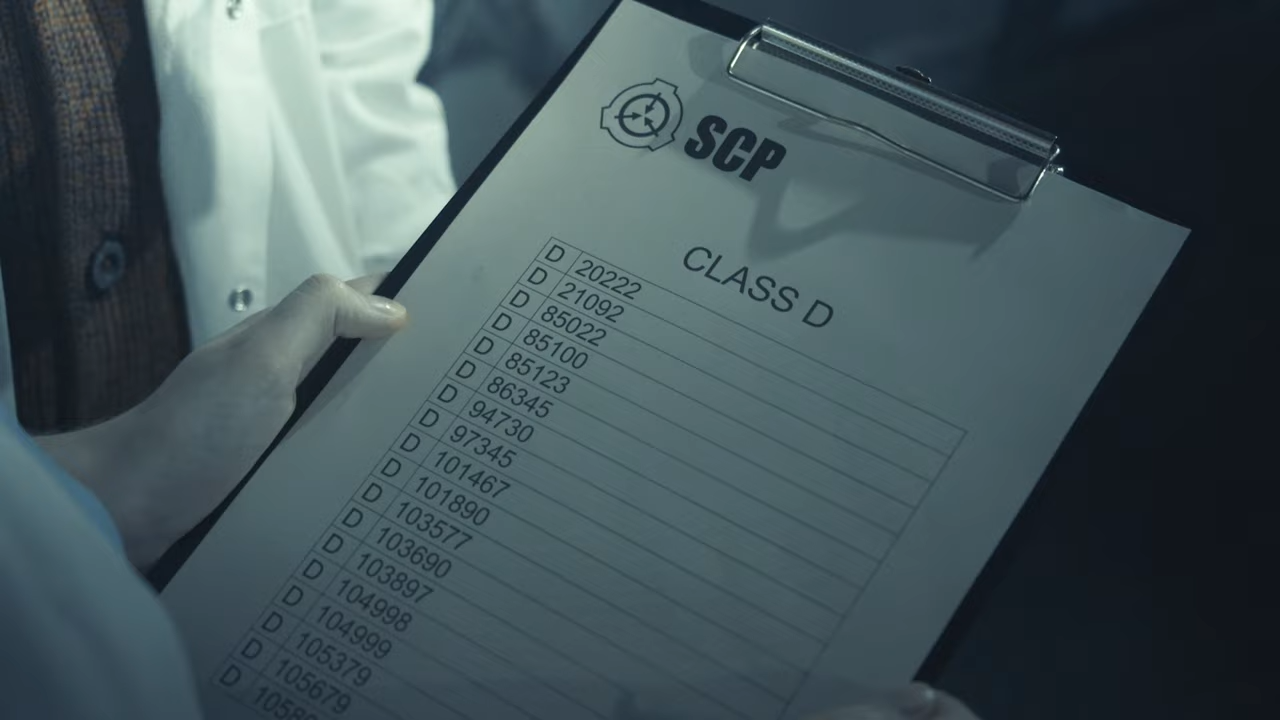 SCP
CLASS D
D 20222
D 21092
D 85022
D 85100
D 85123
D 86345
D 94730
D 97345
D 101467
D 101890
D 103577
D 103690
D 103897
D 104998
D 104999
D 105379
D 105679